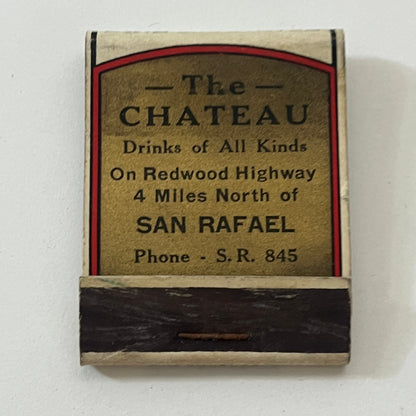 — The —
CHATEAU
Drinks of All Kinds
On Redwood Highway
4 Miles North of
SAN RAFAEL
Phone - S.R. 845